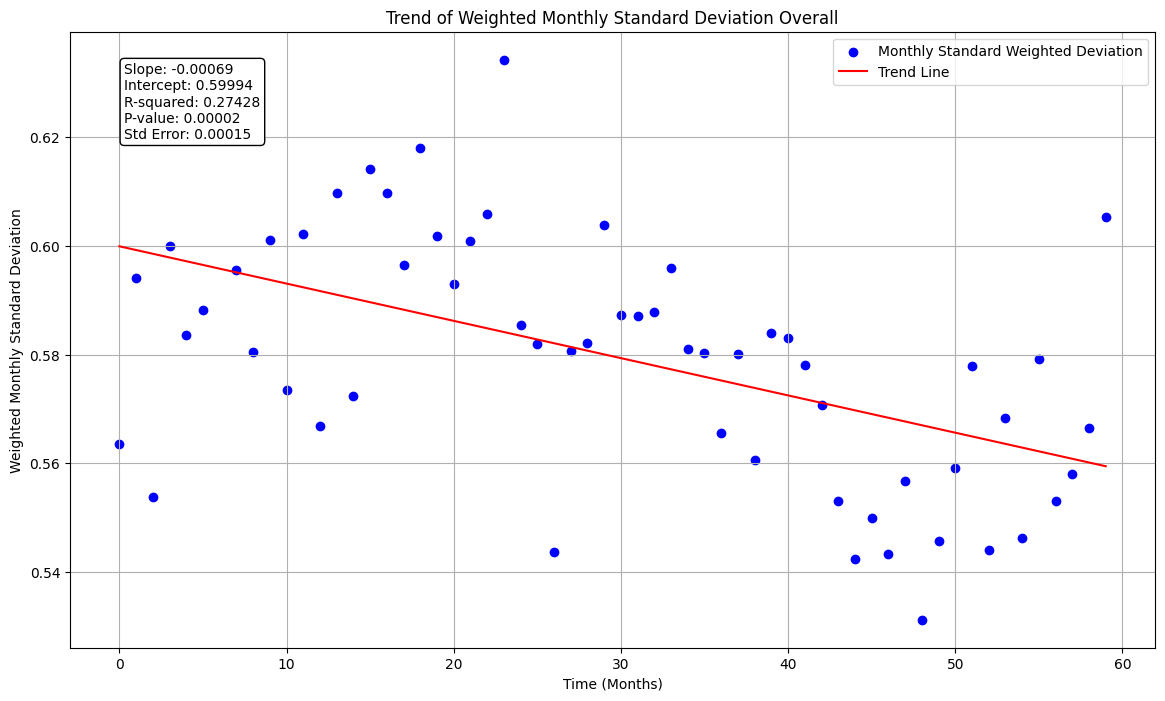 Trend of Weighted Monthly Standard Deviation Overall
Slope: -0.00069
Intercept: 0.59994
R-squared: 0.27428
P-value: 0.00002
Std Error: 0.00015
Monthly Standard Weighted Deviation
Trend Line
Weighted Monthly Standard Deviation
0.62
0.60
0.58
0.56
0.54
0 10 20 30 40 50 60
Time (Months)